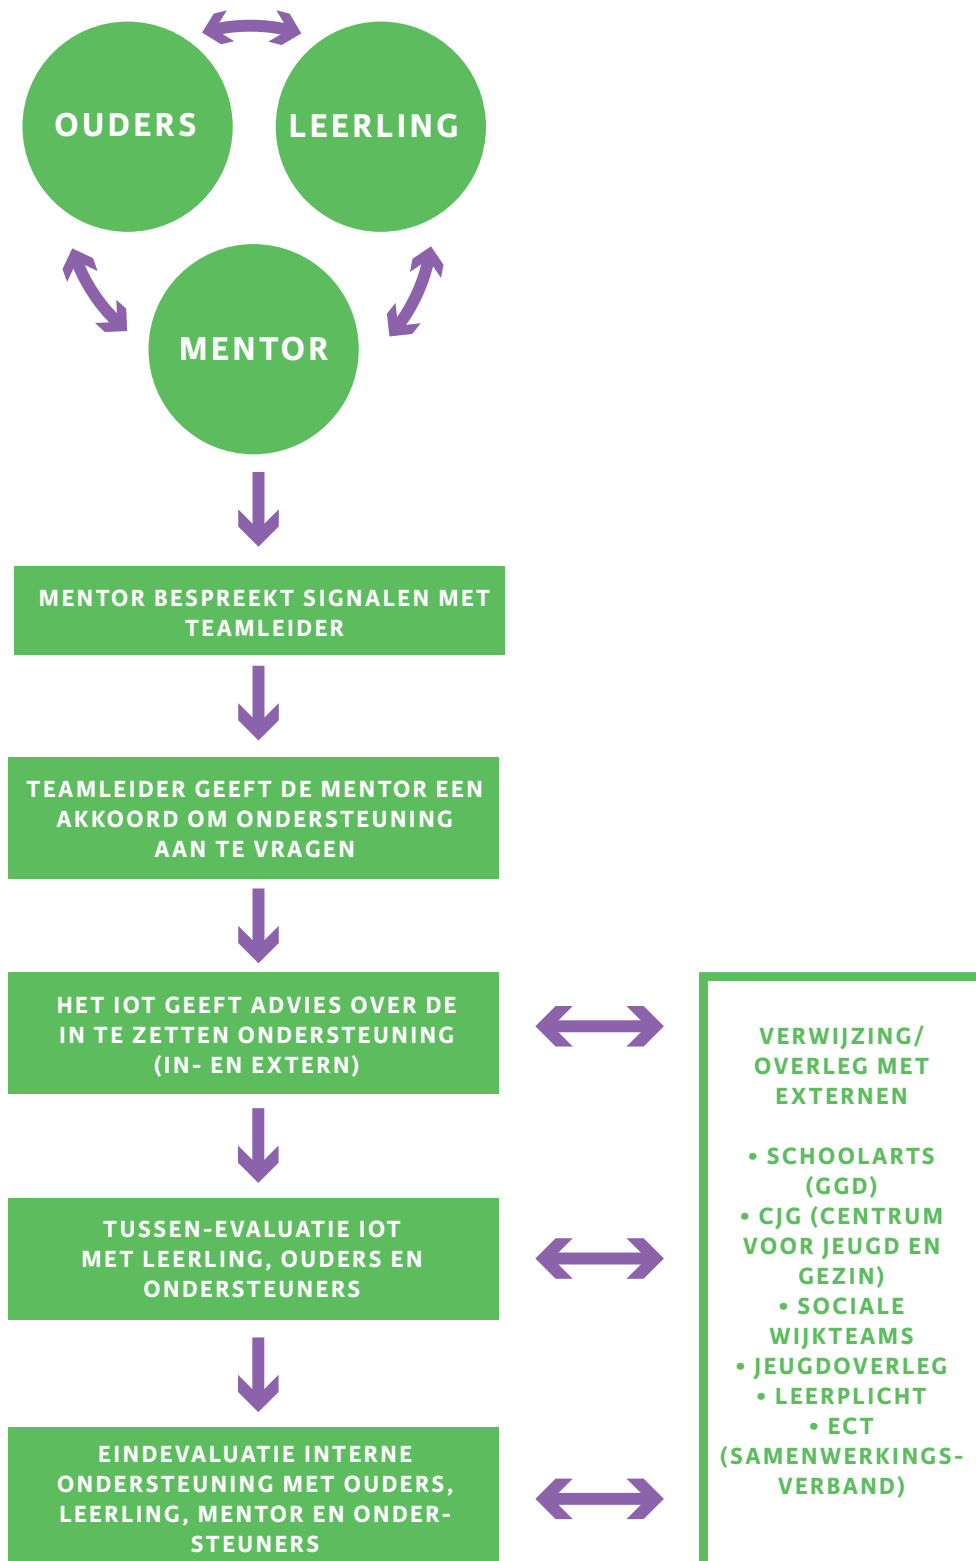 OUDERS
LEERLING
MENTOR
MENTOR BESPREEKT SIGNALEN MET
TEAMLEIDER
TEAMLEIDER GEEFT DE MENTOR EEN
AKKOORD OM ONDERSTEUNING
AAN TE VRAGEN
HET IOT GEEFT ADVIES OVER DE
IN TE ZETTEN ONDERSTEUNING
(IN- EN EXTERN)
TUSSEN-EVALUATIE IOT
MET LEERLING, OUDERS EN
ONDERSTEUNERS
EINDEVALUATIE INTERNE
ONDERSTEUNING MET OUDERS,
LEERLING, MENTOR EN ONDER-
STEUNERS
VERWIJZING/
OVERLEG MET
EXTERNEN
• SCHOOLARTS
(GGD)
• CJG (CENTRUM
VOOR JEUGD EN
GEZIN)
• SOCIALE
WIJKTEAMS
• JEUGDOVERLEG
• LEERPLICHT
• ECT
(SAMENWERKINGS-
VERBAND)